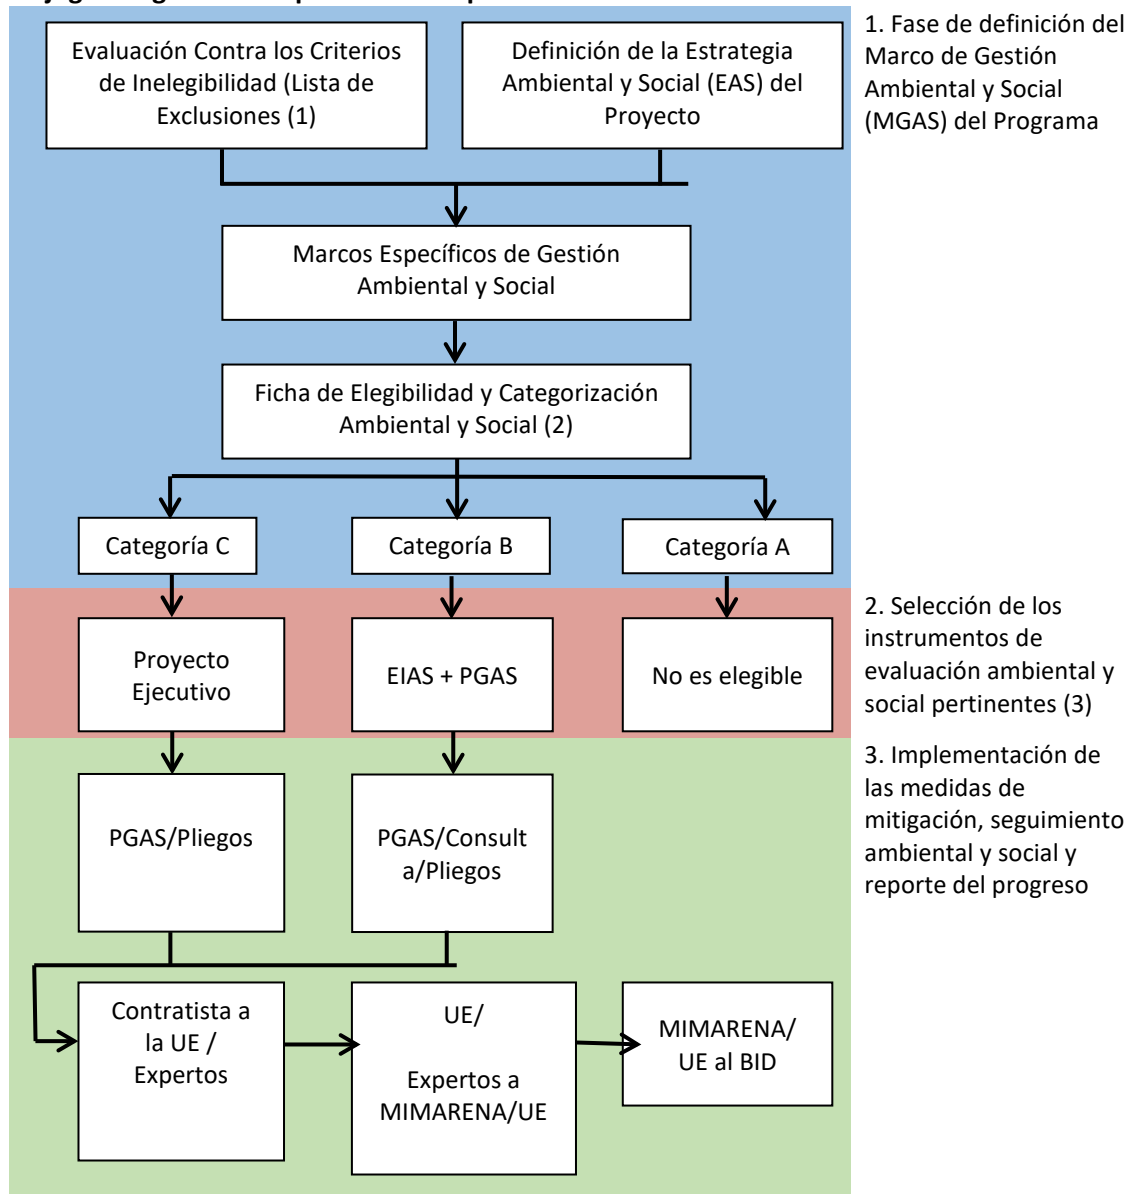 Evaluación Contra los Criterios
de Inelegibilidad (Lista de
Exclusiones (1)
Definición de la Estrategia
Ambiental y Social (EAS) del
Proyecto
1. Fase de definición del
Marco de Gestión
Ambiental y Social
(MGAS) del Programa
Marcos Específicos de Gestión
Ambiental y Social
Ficha de Elegibilidad y Categorización
Ambiental y Social (2)
Categoría C
Categoría B
Categoría A
Proyecto
Ejecutivo
EIAS + PGAS
No es elegible
2. Selección de los
instrumentos de
evaluación ambiental y
social pertinentes (3)
PGAS/Pliegos
PGAS/Consult
a/Pliegos
3. Implementación de
las medidas de
mitigación, seguimiento
ambiental y social y
reporte del progreso
Contratista a
la UE /
Expertos
UE/
Expertos a
MIMARENA/UE
MIMARENA/
UE al BID